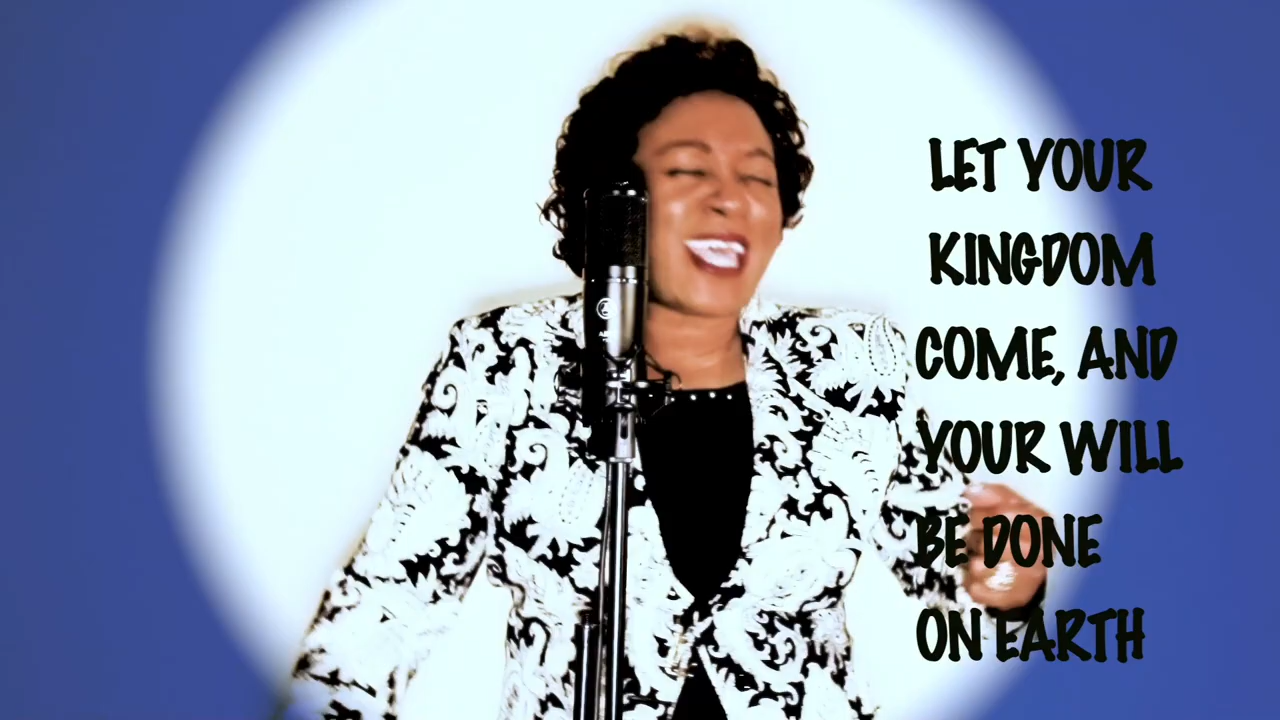 LET YOUR
KINGDOM
COME, AND
YOUR WILL
BE DONE
ON EARTH